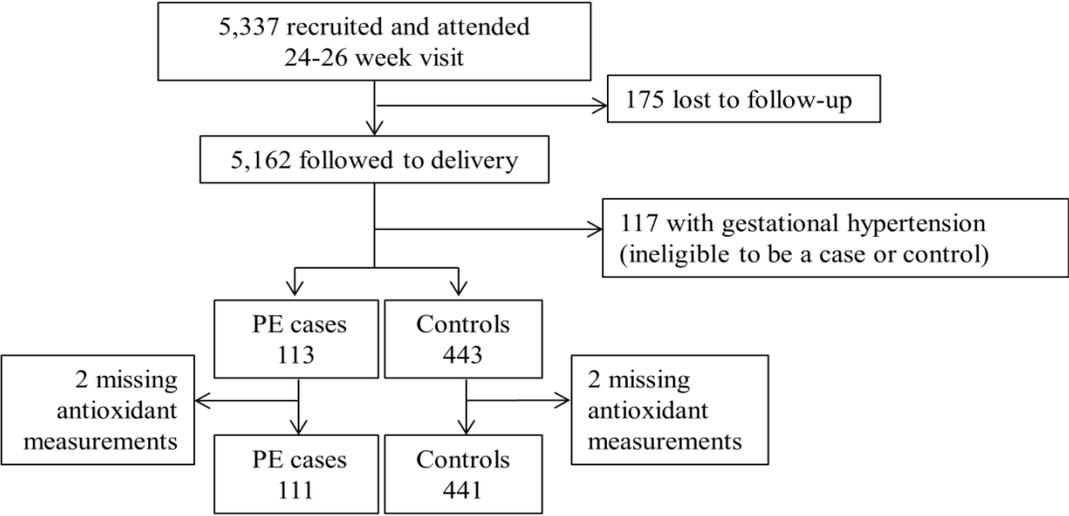 5,337 recruited and attended
24-26 week visit
175 lost to follow-up
5,162 followed to delivery
117 with gestational hypertension
(ineligible to be a case or control)
PE cases
113
Controls
443
2 missing
antioxidant
measurements
2 missing
antioxidant
measurements
PE cases
111
Controls
441